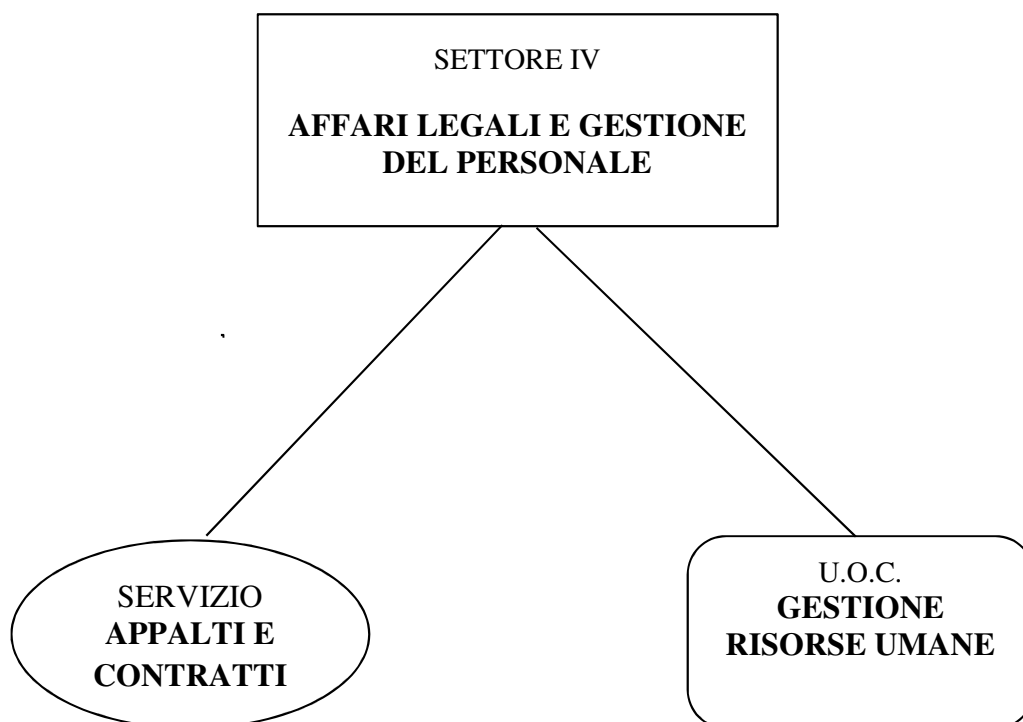 SETTORE IV
AFFARI LEGALI E GESTIONE
DEL PERSONALE
SERVIZIO
APPALTI E
CONTRATTI
U.O.C.
GESTIONE
RISORSE UMANE